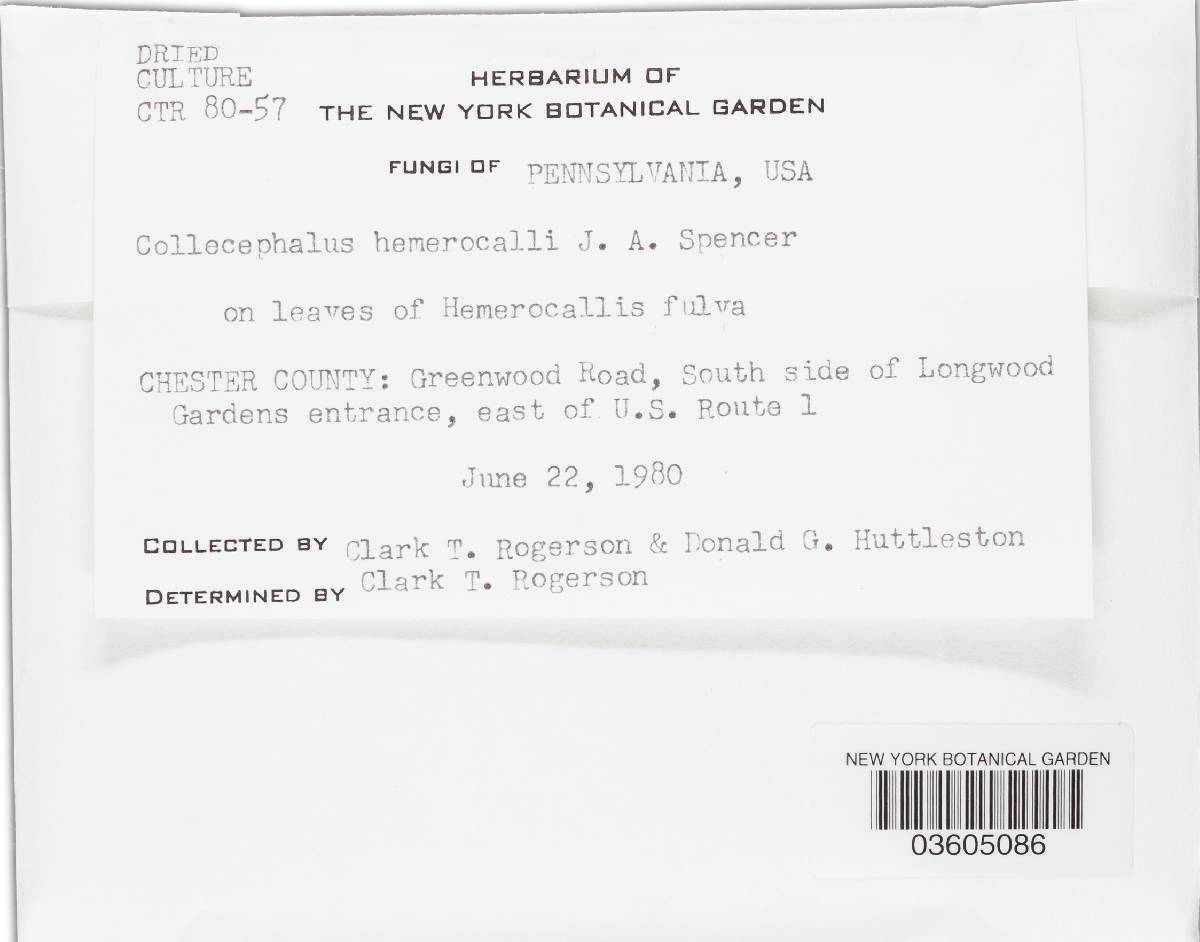 DRIED
CULTURE
CTR 80-57
HERBARIUM OF
THE NEW YORK BOTANICAL GARDEN
FUNGI OF PENNSYLVANIA, USA
Collecephalus hemerocalli J. A. Spencer
on leaves of Hemerocallis fulva
CHESTER COUNTY: Greenwood Road, South side of Longwood
Gardens entrance, east of U.S. Route 1
June 22, 1980
COLLECTED BY Clark T. Rogerson & Donald G. Huttleston
DETERMINED BY Clark T. Rogerson
NEW YORK BOTANICAL GARDEN
03605086